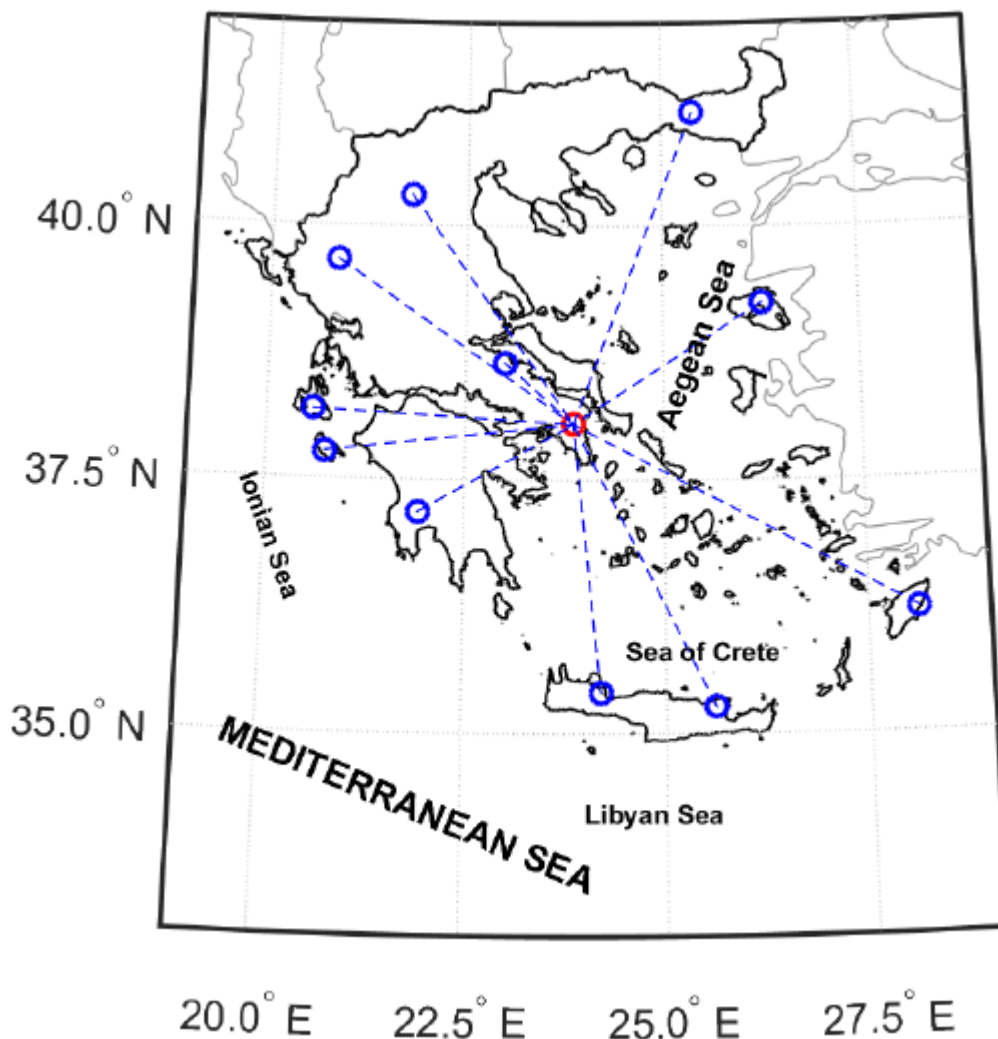 40.0° N
Aegean Sea
37.5° N
Ionian Sea
Sea of Crete
35.0° N
MEDITERRANEAN SEA
Libyan Sea
20.0° E 22.5° E 25.0° E 27.5° E